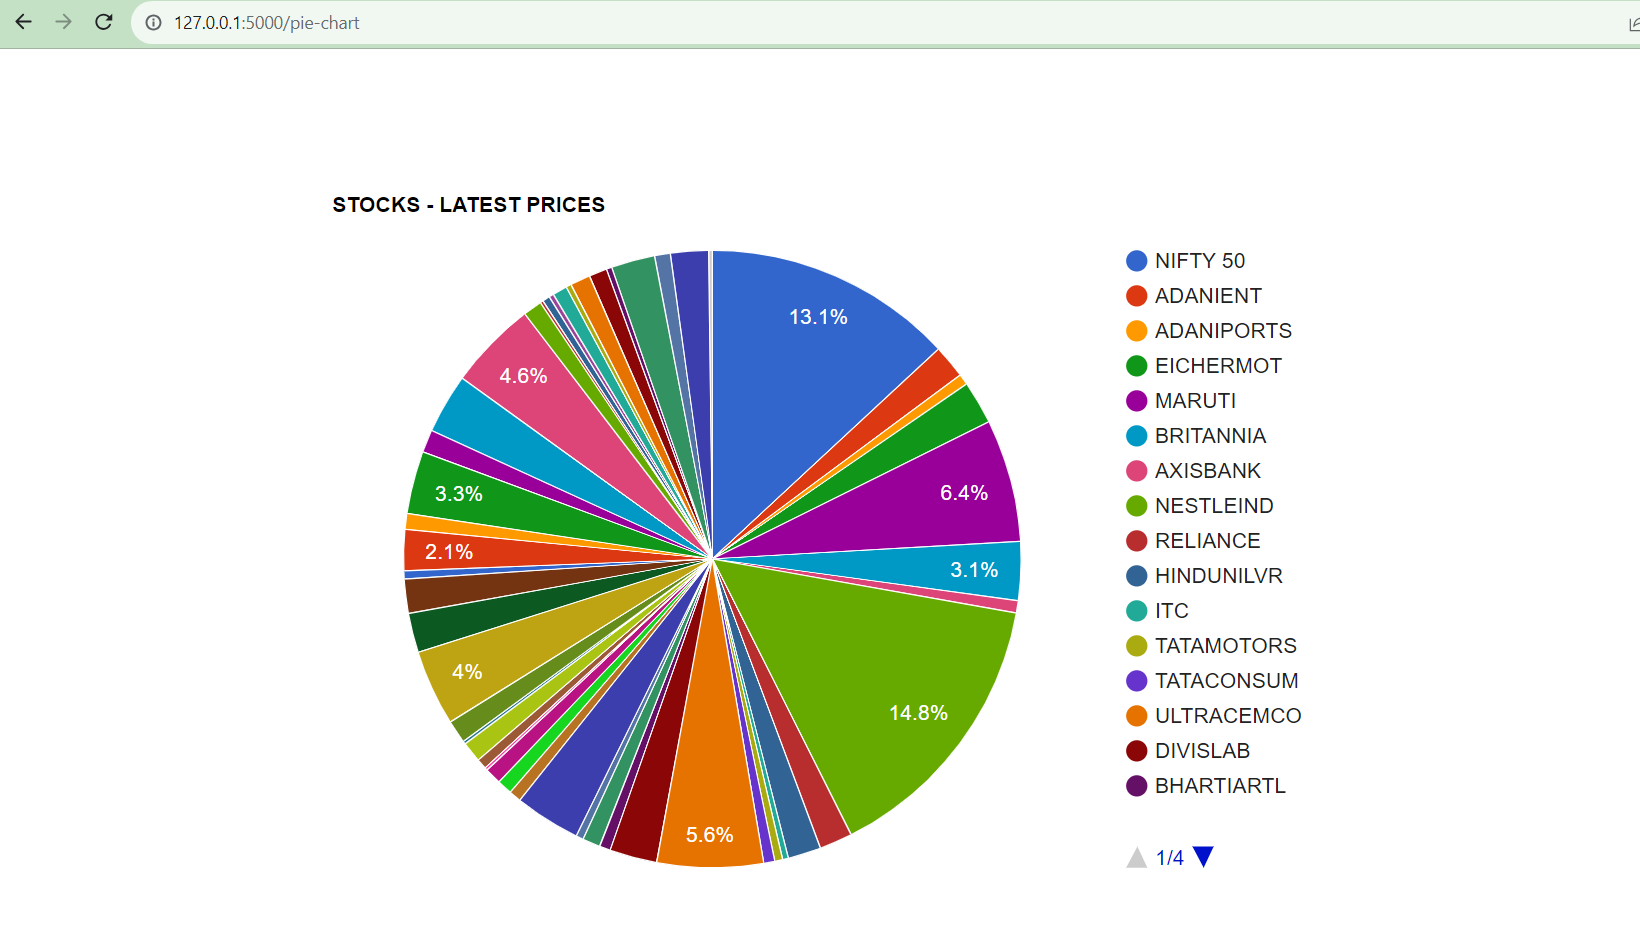 127.0.0.1:5000/pie-chart
STOCKS - LATEST PRICES
13.1%
6.4%
3.1%
14.8%
5.6%
4%
2.1%
3.3%
4.6%
NIFTY 50
ADANIENT
ADANIPORTS
EICHERMOT
MARUTI
BRITANNIA
AXISBANK
NESTLEIND
RELIANCE
HINDUNILVR
ITC
TATAMOTORS
TATACONSUM
ULTRACEMCO
DIVISLAB
BHARTIARTL
1/4